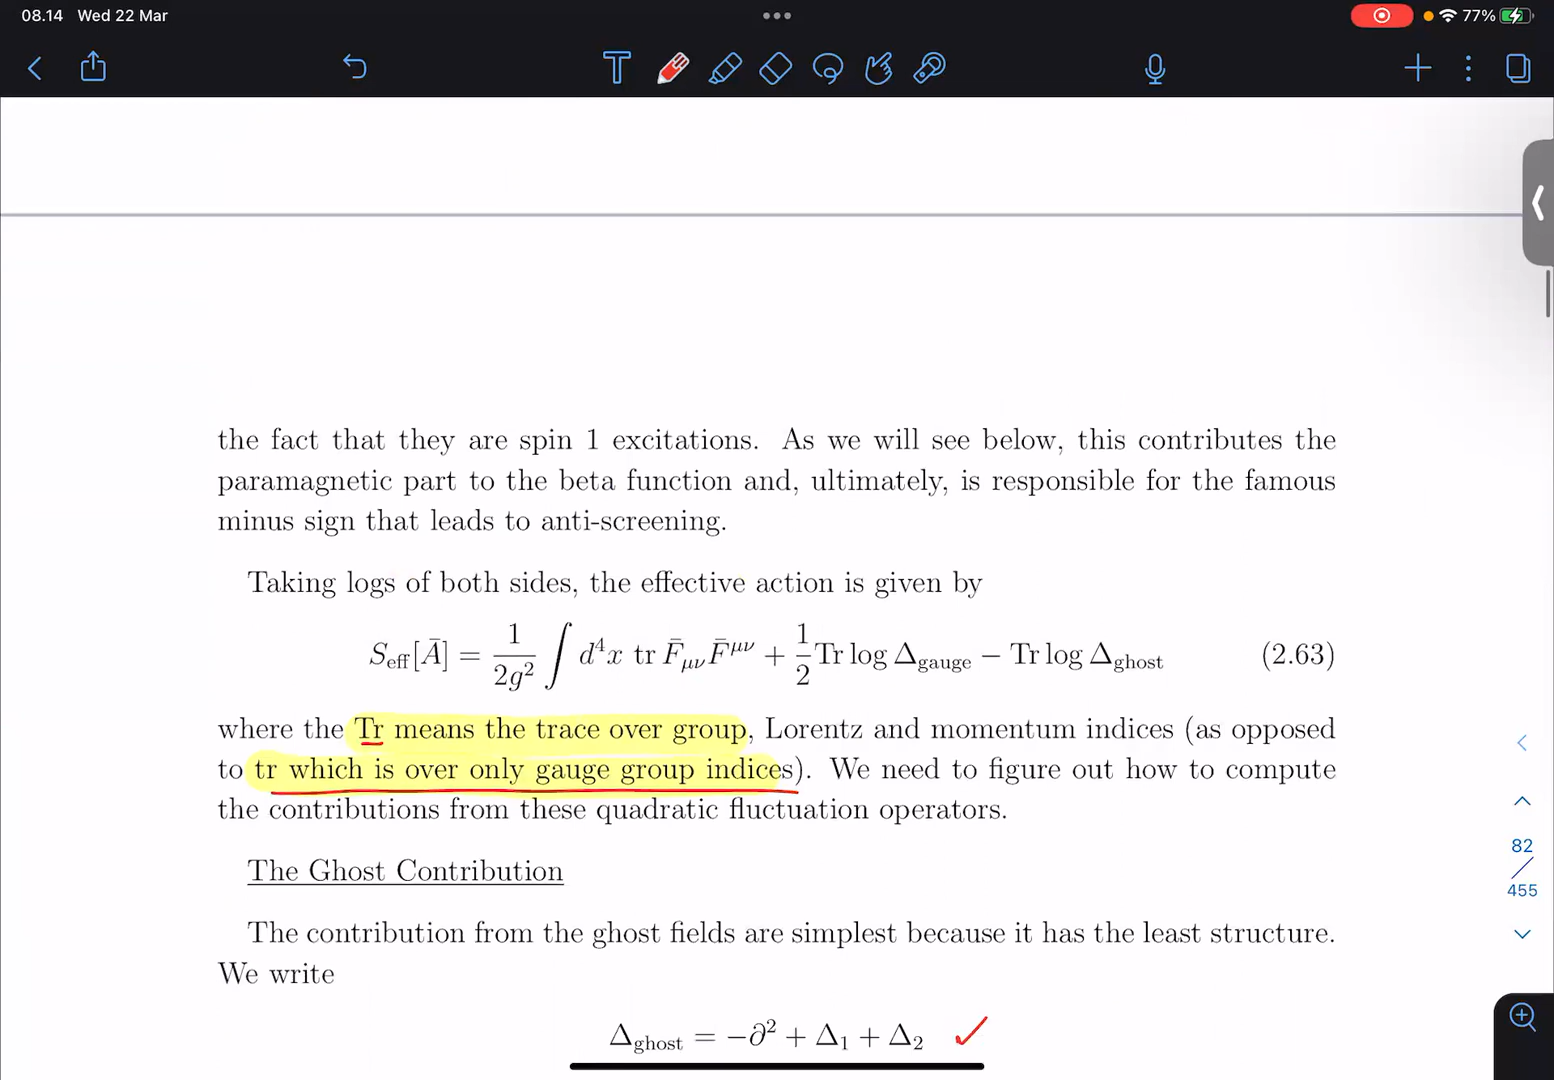 08.14 Wed 22 Mar
77%
the fact that they are spin 1 excitations. As we will see below, this contributes the
paramagnetic part to the beta function and, ultimately, is responsible for the famous
minus sign that leads to anti-screening.
Taking logs of both sides, the effective action is given by
S_eff[Ā] = 1/2g² ∫ d⁴x tr F̄_μν F̄^μν + 1/2 Tr log Δ_gauge − Tr log Δ_ghost (2.63)
where the Tr means the trace over group, Lorentz and momentum indices (as opposed
to tr which is over only gauge group indices). We need to figure out how to compute
the contributions from these quadratic fluctuation operators.
The Ghost Contribution
The contribution from the ghost fields are simplest because it has the least structure.
We write
Δ_ghost = −∂² + Δ₁ + Δ₂
82
/
455